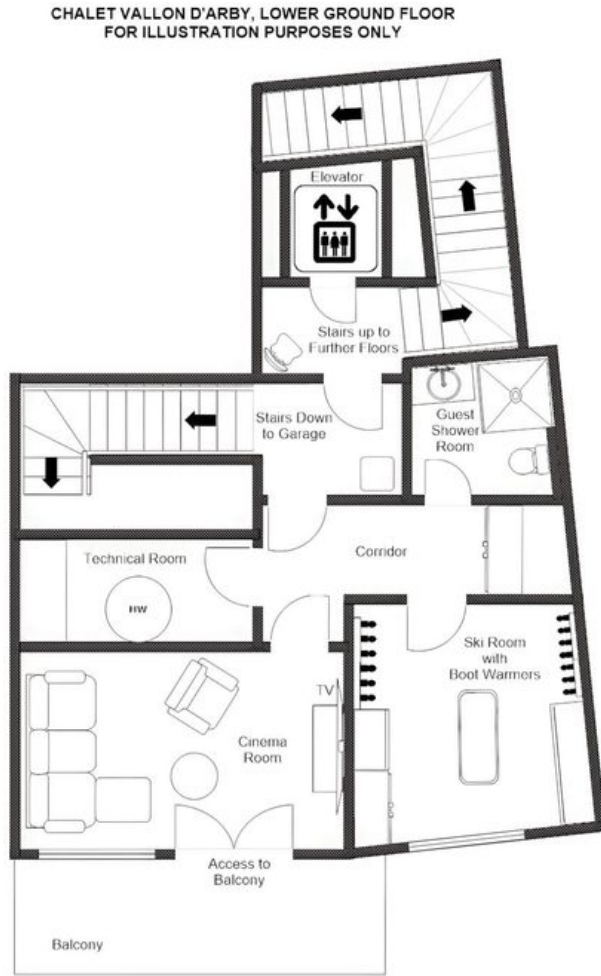 CHALET VALLON D'ARBY, LOWER GROUND FLOOR
FOR ILLUSTRATION PURPOSES ONLY
Elevator
Stairs up to
Further Floors
Stairs Down
to Garage
Guest
Shower
Room
Technical Room
Corridor
HW
Ski Room
with
Boot Warmers
TV
Cinema
Room
Access to
Balcony
Balcony